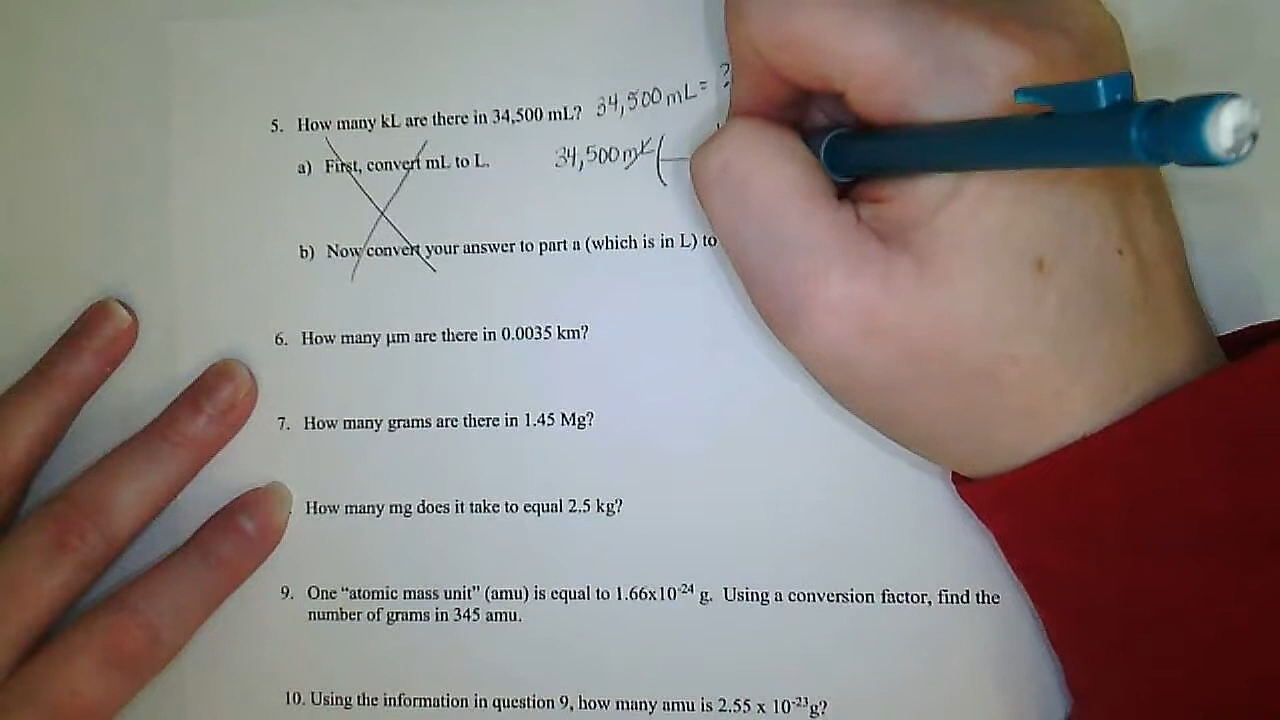 5. How many kL are there in 34,500 mL? 34,500 mL = ?
a) First, convert mL to L. 34,500 mL (
b) Now convert your answer to part a (which is in L) to
6. How many µm are there in 0.0035 km?
7. How many grams are there in 1.45 Mg?
. How many mg does it take to equal 2.5 kg?
9. One “atomic mass unit” (amu) is equal to 1.66x10⁻²⁴ g. Using a conversion factor, find the
number of grams in 345 amu.
10. Using the information in question 9, how many amu is 2.55 x 10⁻²³g?